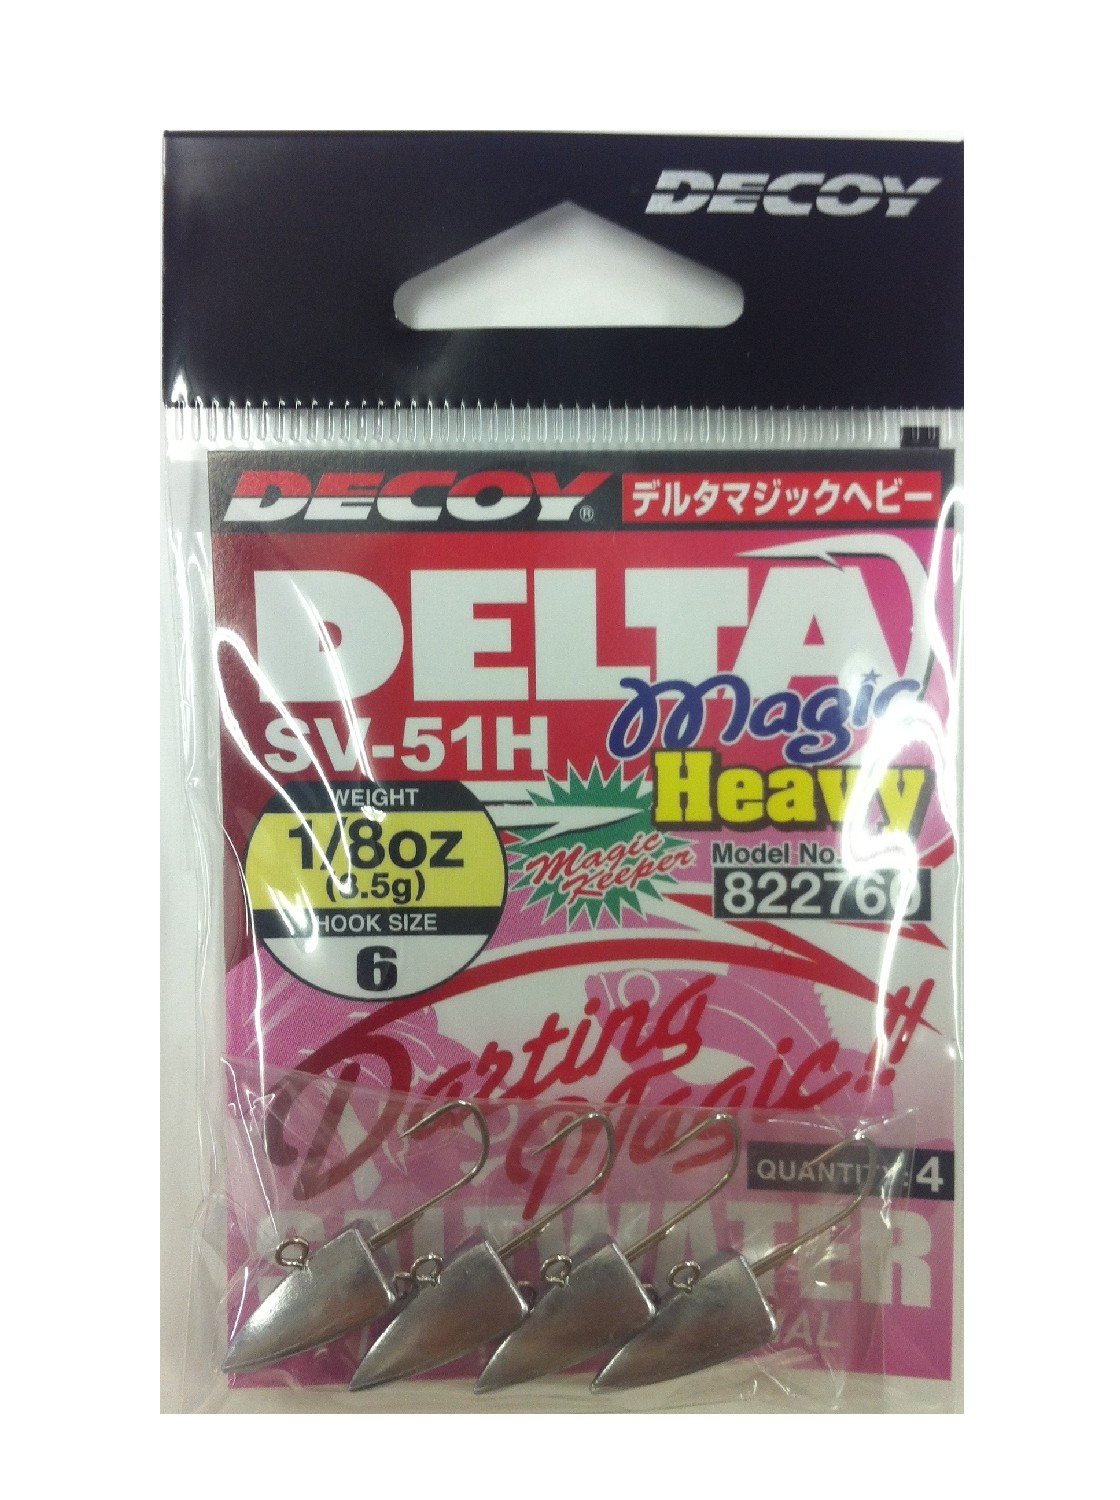 DECOY
DECOY® デルタマジックヘビー
DELTA
SV-51H
Magic
Heavy
WEIGHT
1/8oz
(3.5g)
HOOK SIZE
6
Magic
Keeper
Model No.
822760
Darting
Magic!!
QUANTITY: 4
SALTWATER